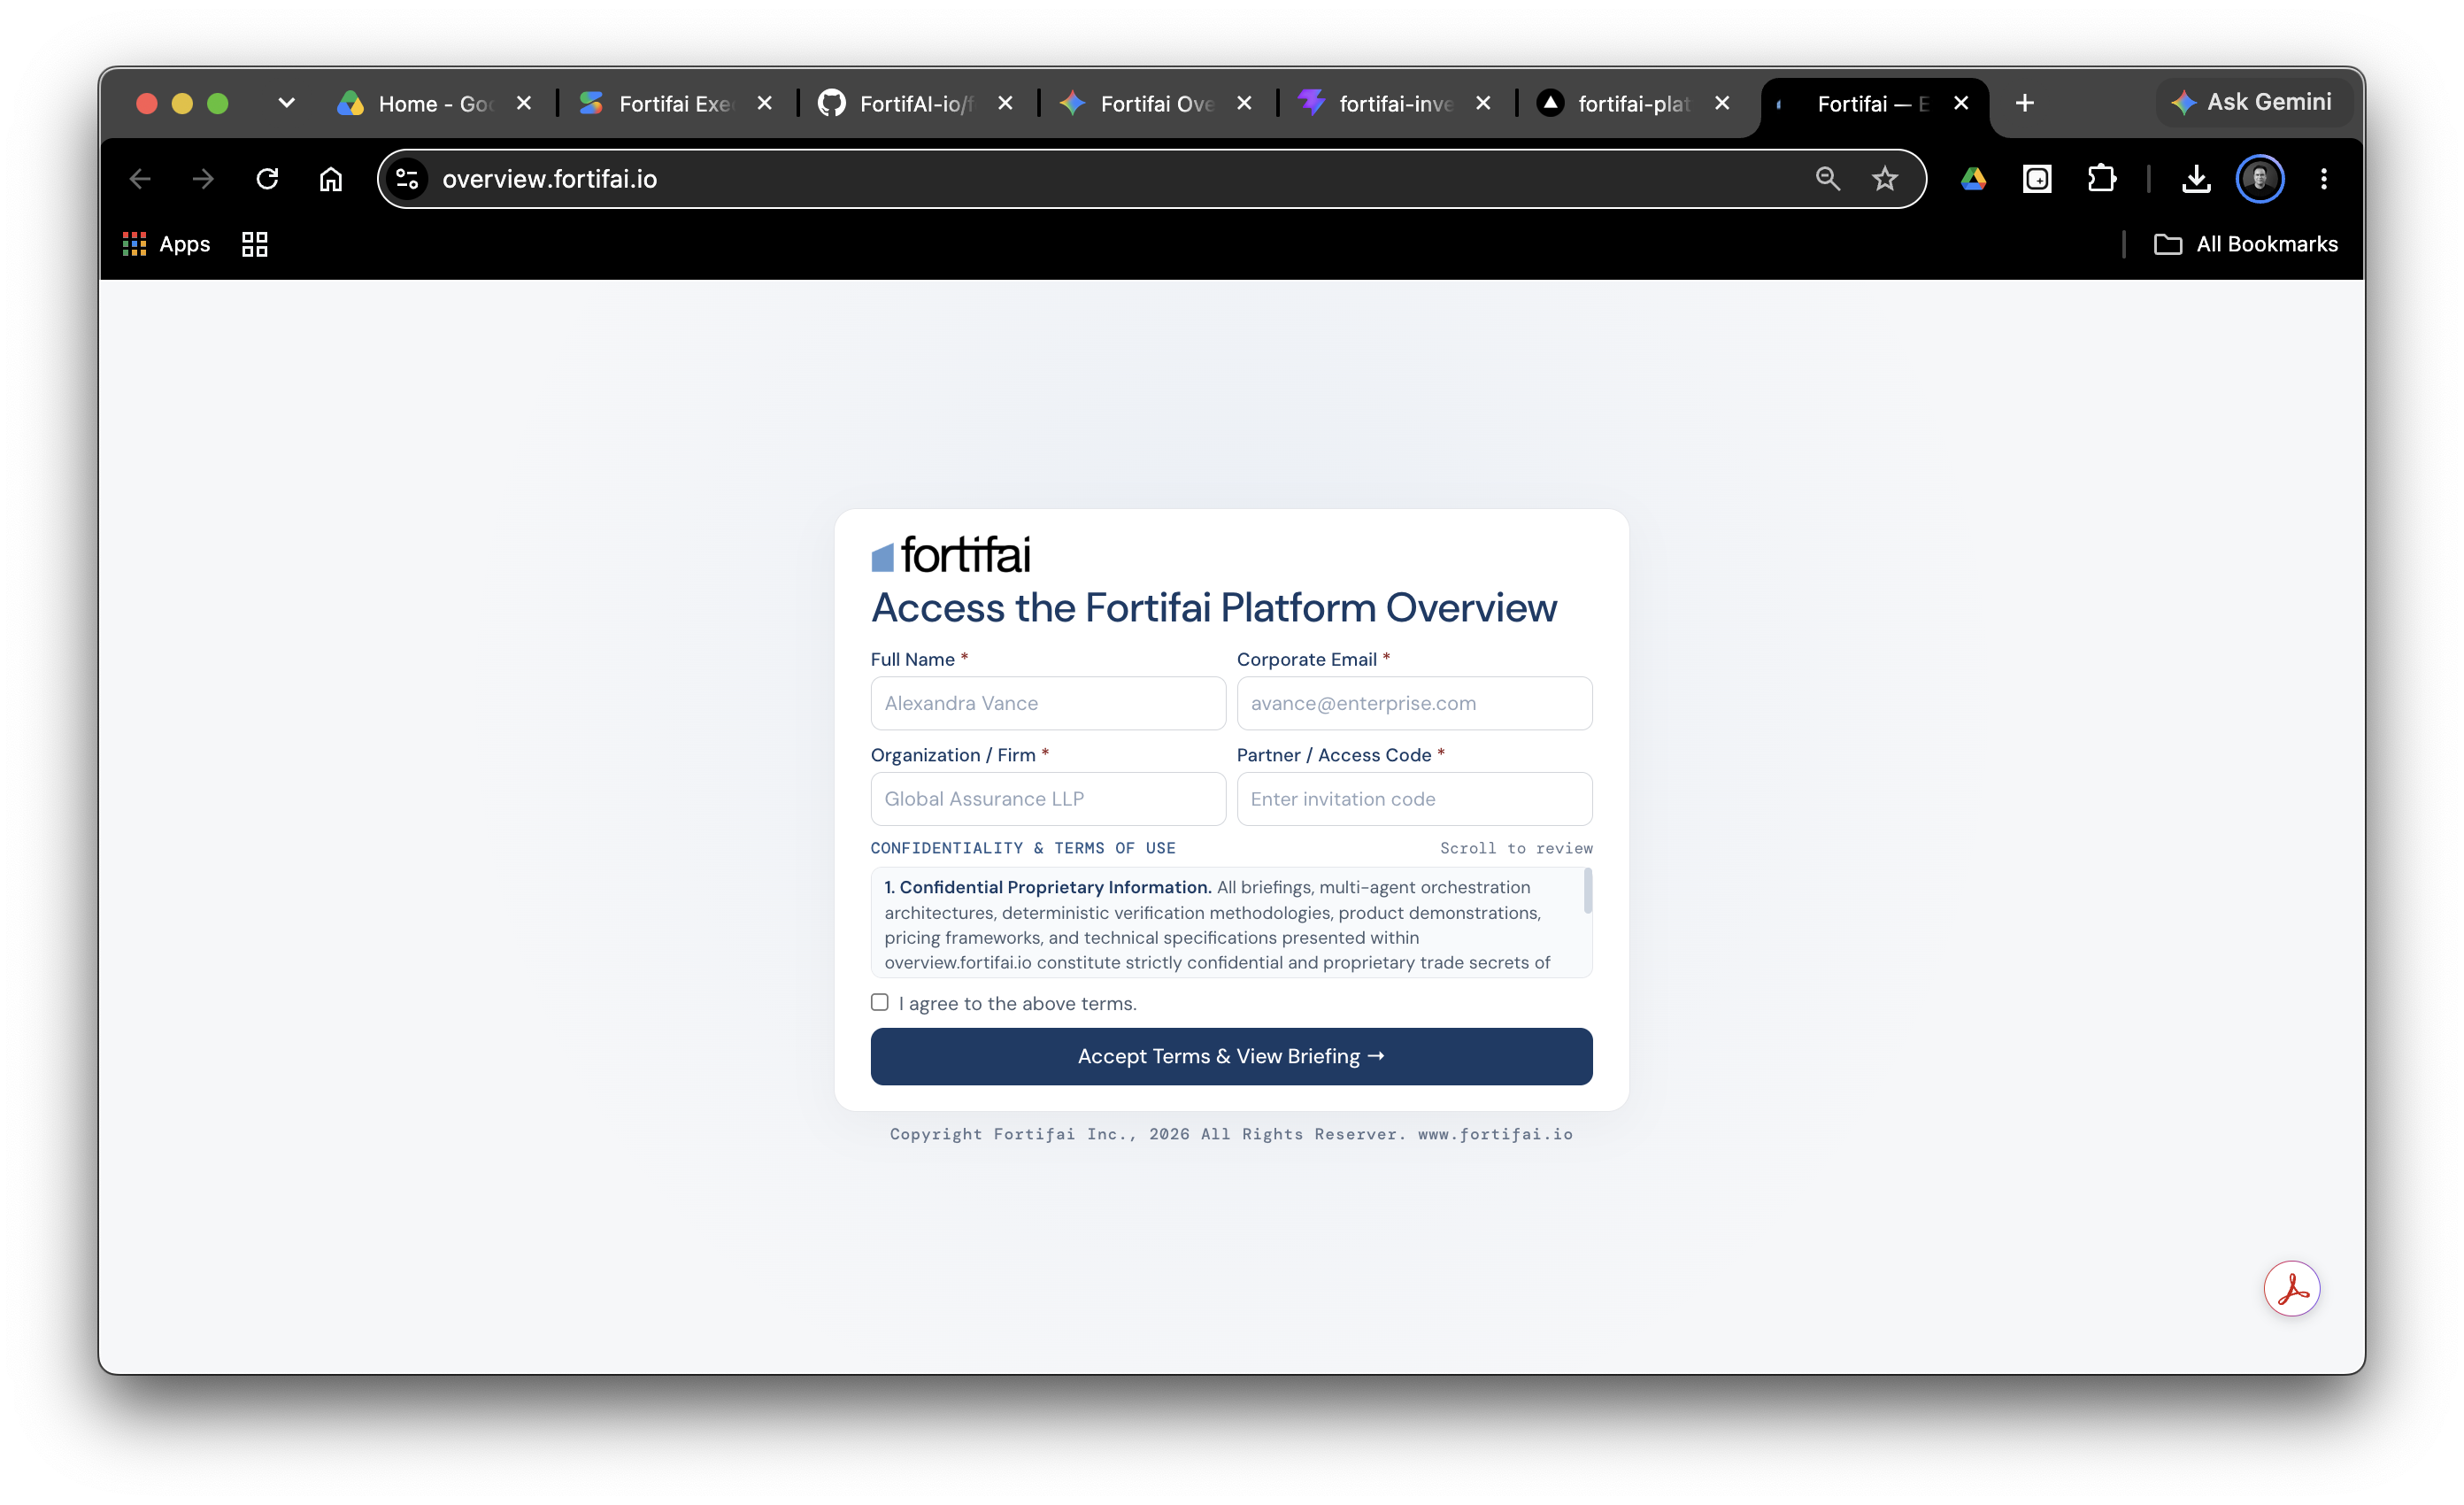 Home - Goo
Fortifai Exe
FortifAI-io/f
Fortifai Ove
fortifai-inve
fortifai-plat
Fortifai — E
Ask Gemini
overview.fortifai.io
Apps
All Bookmarks
fortifai
Access the Fortifai Platform Overview
Full Name *
Corporate Email *
Alexandra Vance
avance@enterprise.com
Organization / Firm *
Partner / Access Code *
Global Assurance LLP
Enter invitation code
CONFIDENTIALITY & TERMS OF USE
Scroll to review
1. Confidential Proprietary Information. All briefings, multi-agent orchestration
architectures, deterministic verification methodologies, product demonstrations,
pricing frameworks, and technical specifications presented within
overview.fortifai.io constitute strictly confidential and proprietary trade secrets of
I agree to the above terms.
Accept Terms & View Briefing →
Copyright Fortifai Inc., 2026 All Rights Reserver. www.fortifai.io